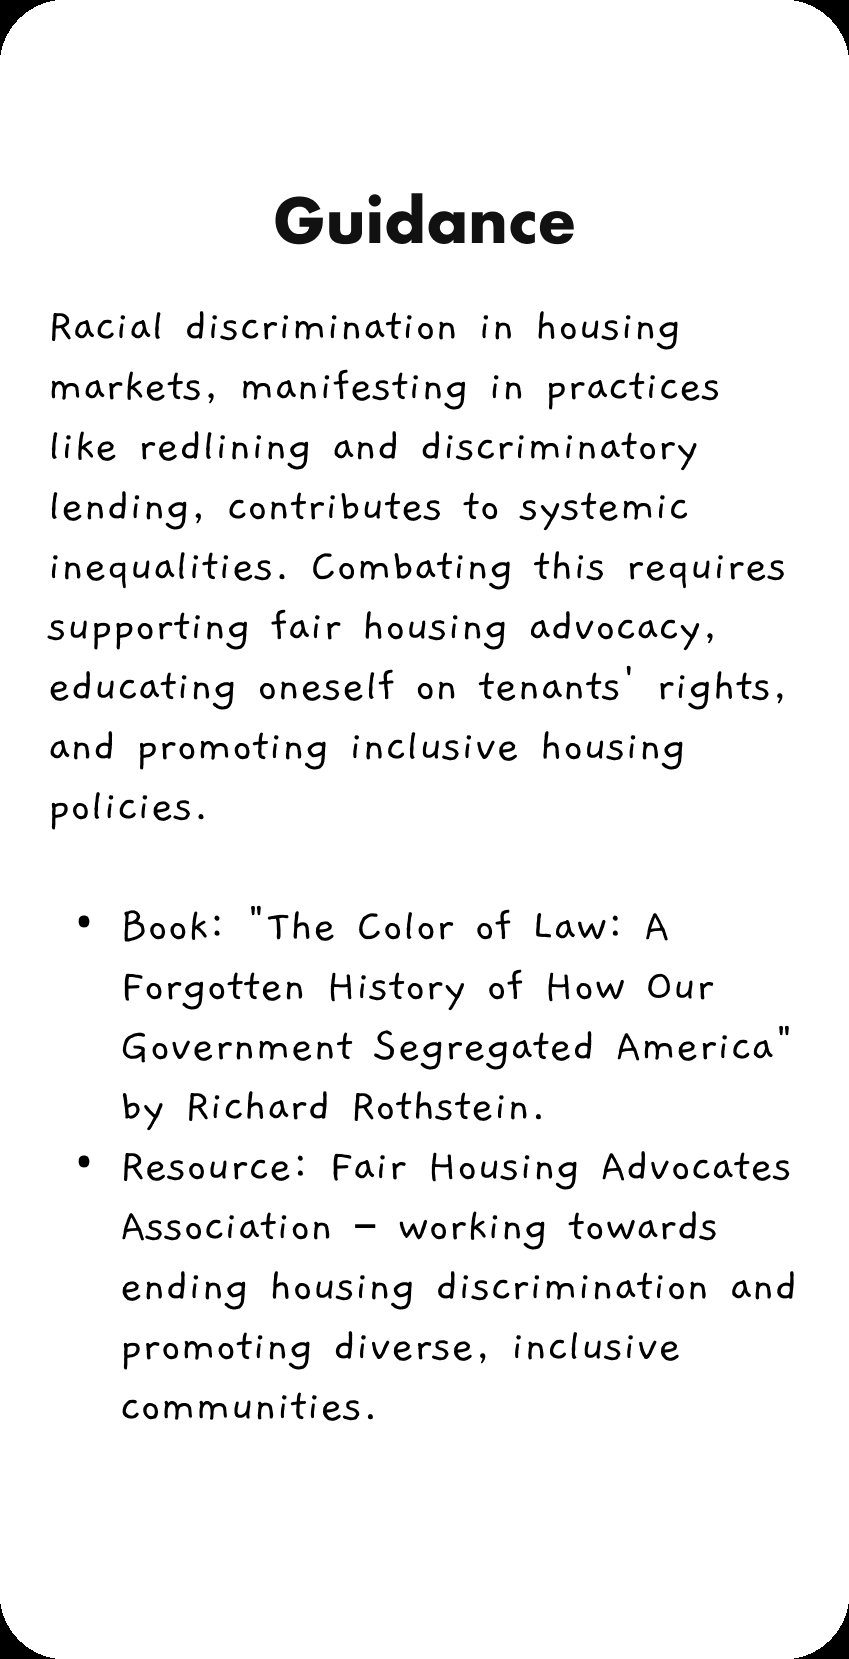 Guidance
Racial discrimination in housing
markets, manifesting in practices
like redlining and discriminatory
lending, contributes to systemic
inequalities. Combating this requires
supporting fair housing advocacy,
educating oneself on tenants' rights,
and promoting inclusive housing
policies.
• Book: "The Color of Law: A
Forgotten History of How Our
Government Segregated America"
by Richard Rothstein.
• Resource: Fair Housing Advocates
Association – working towards
ending housing discrimination and
promoting diverse, inclusive
communities.